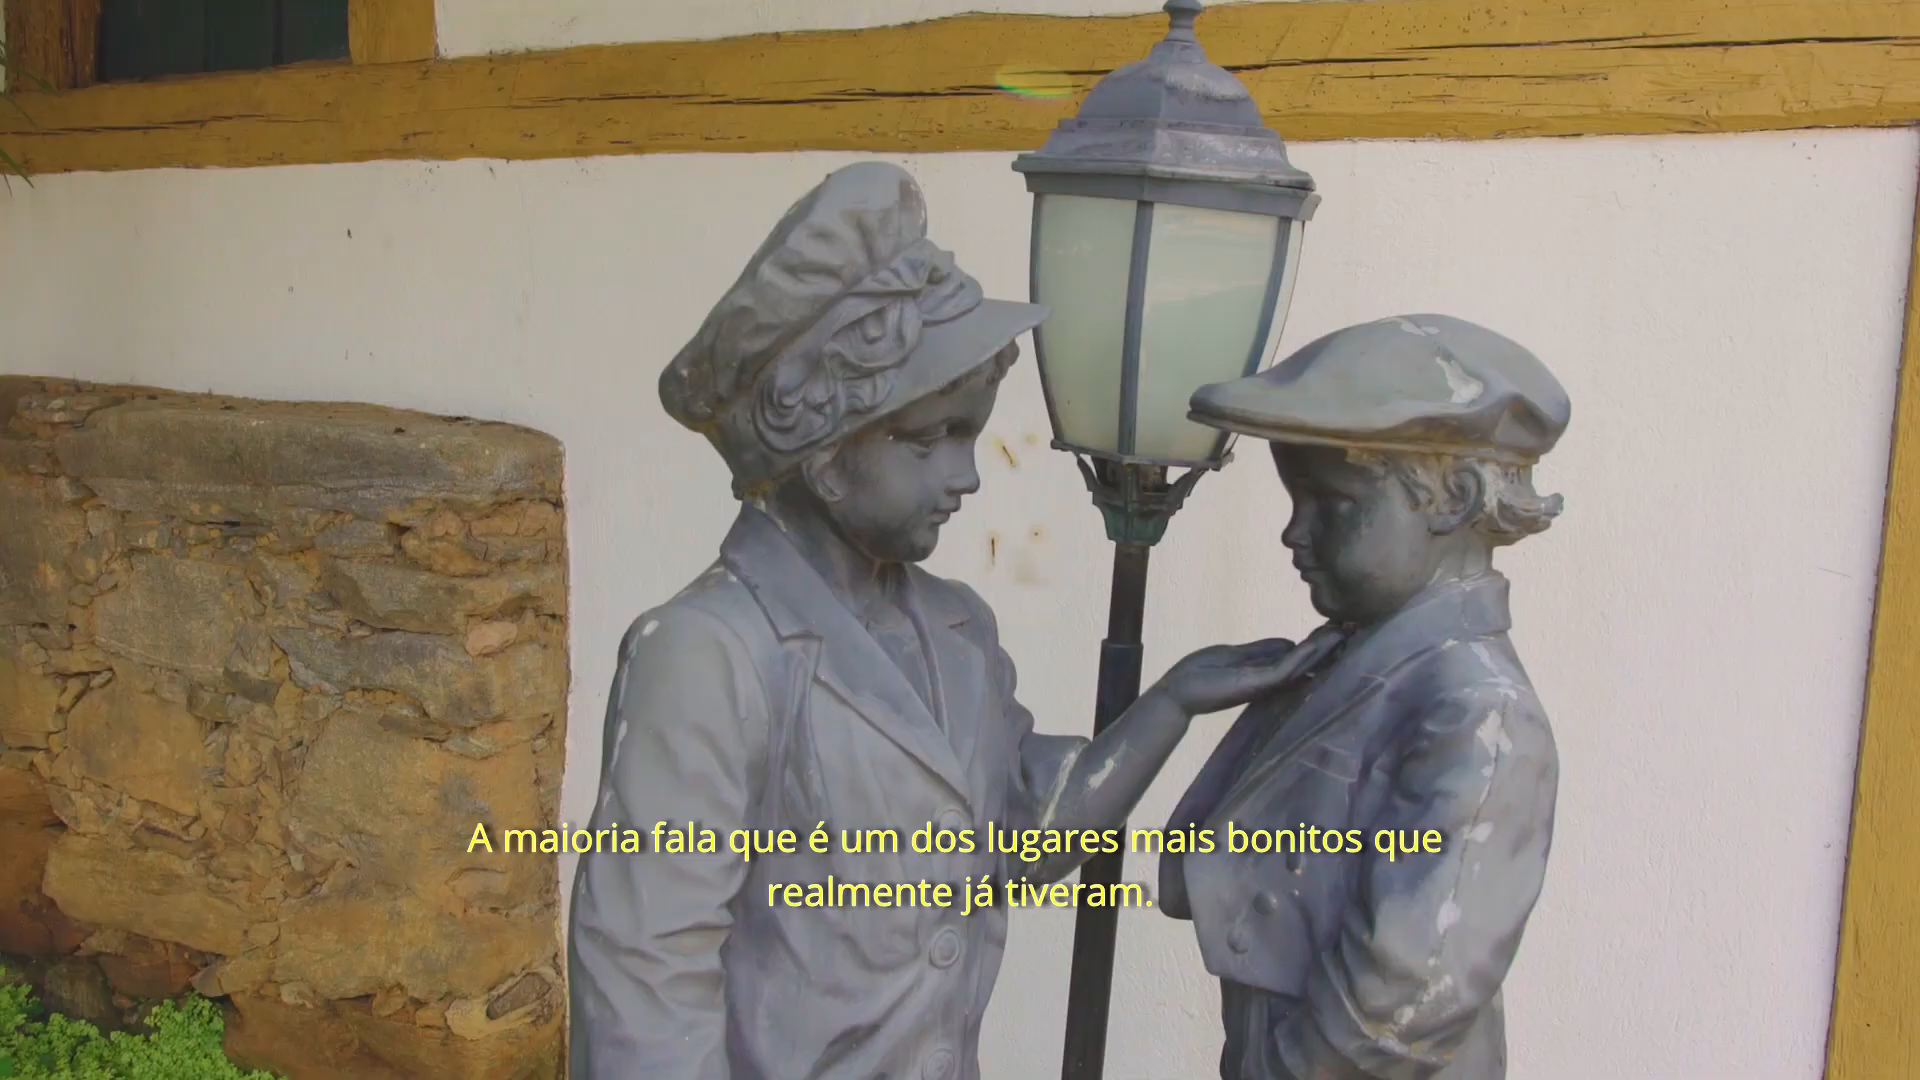 A maioria fala que é um dos lugares mais bonitos que
realmente já tiveram.